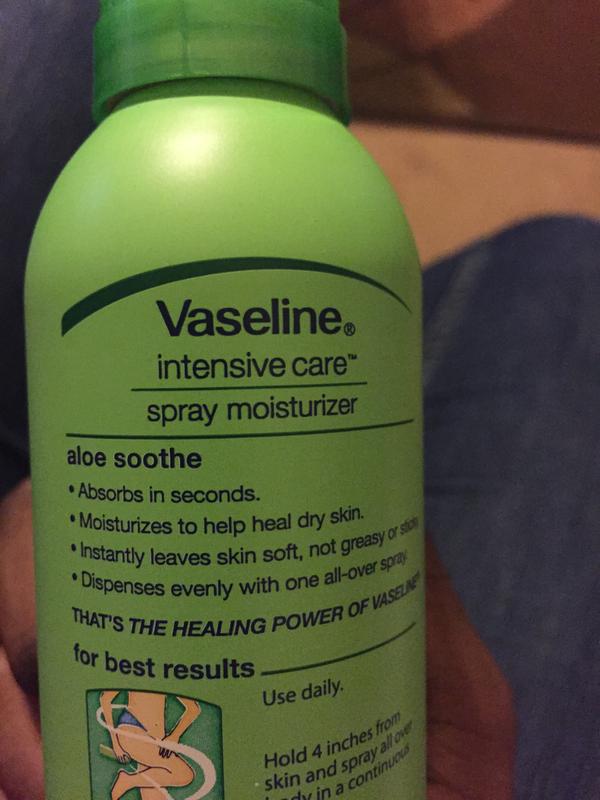 Vaseline®
intensive care™
spray moisturizer
aloe soothe
• Absorbs in seconds.
• Moisturizes to help heal dry skin.
• Instantly leaves skin soft, not greasy or sticky.
• Dispenses evenly with one all-over spray.
THAT'S THE HEALING POWER OF VASELINE®
for best results
Use daily.
Hold 4 inches from
skin and spray all over
body in a continuous